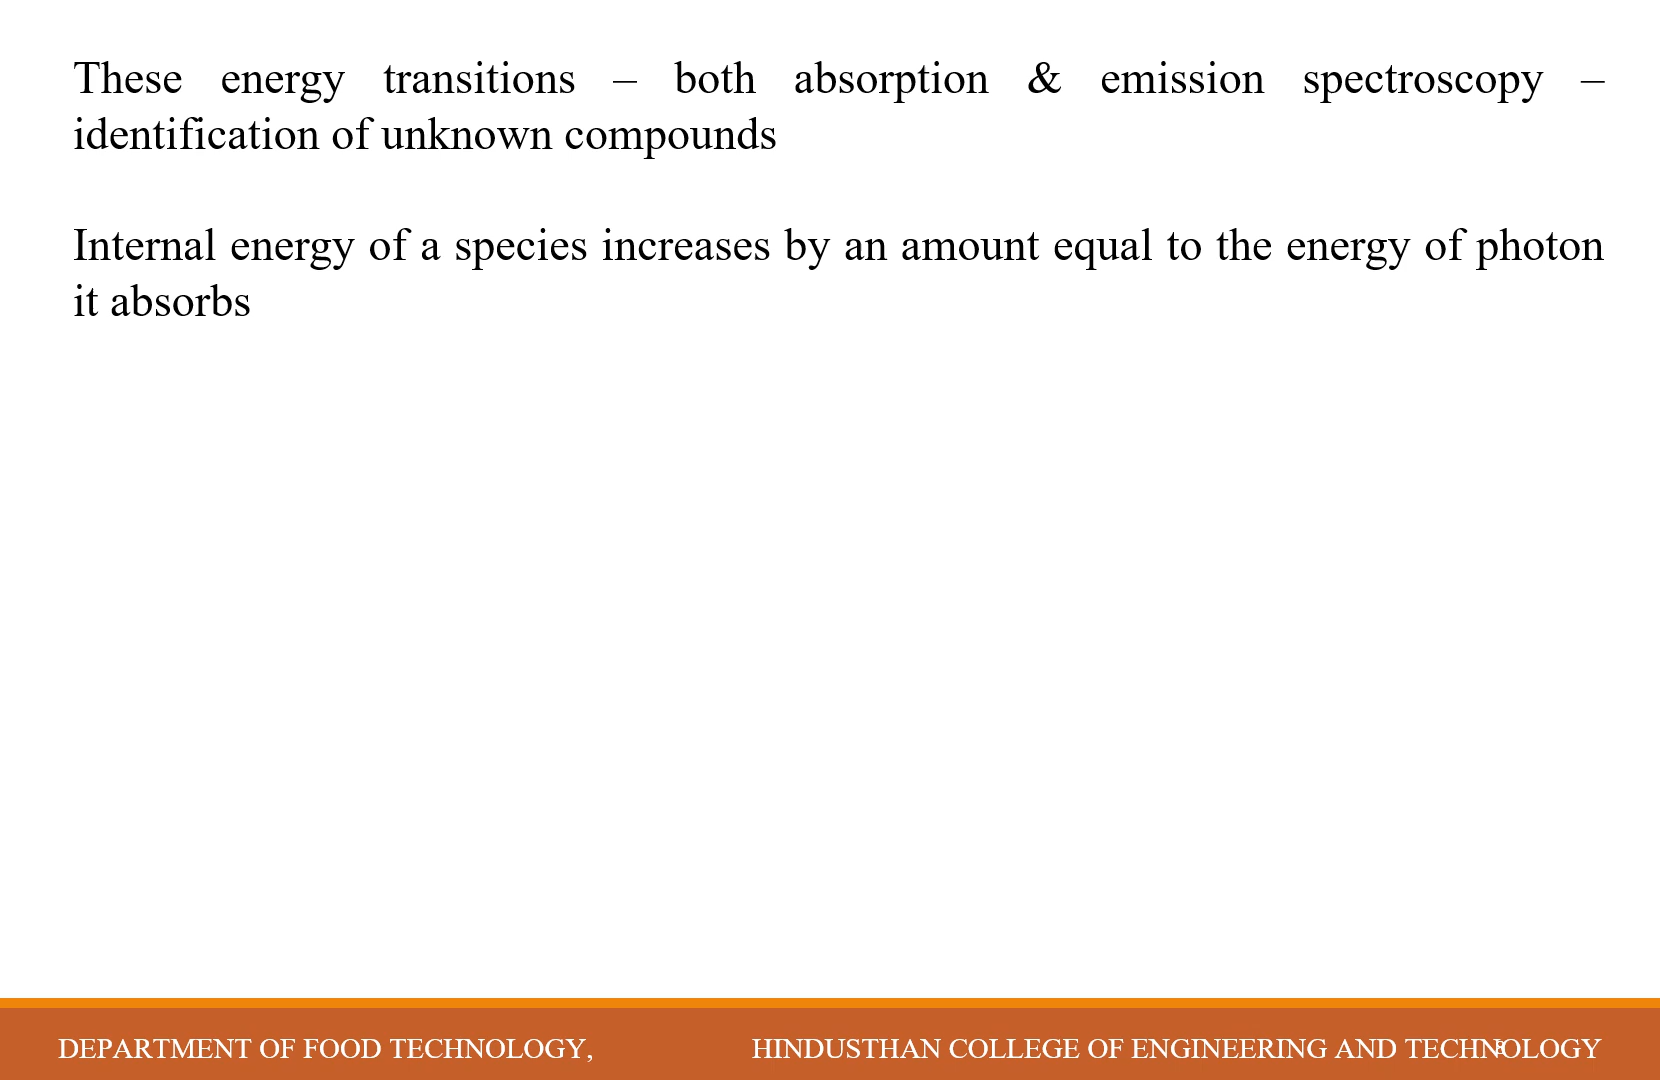 These energy transitions – both absorption & emission spectroscopy –
identification of unknown compounds
Internal energy of a species increases by an amount equal to the energy of photon
it absorbs
DEPARTMENT OF FOOD TECHNOLOGY, HINDUSTHAN COLLEGE OF ENGINEERING AND TECHNOLOGY